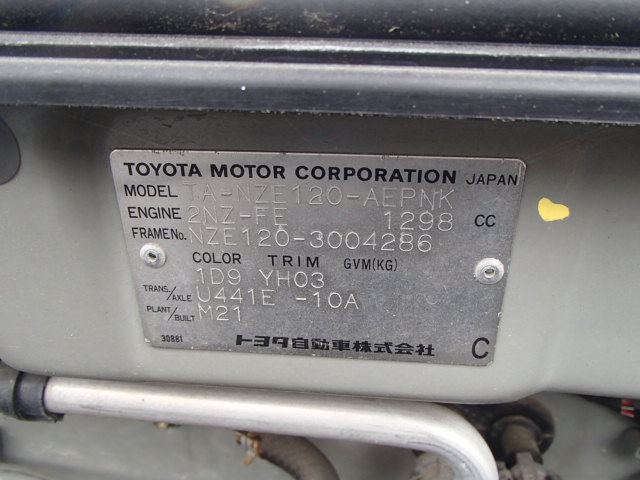 TOYOTA MOTOR CORPORATION JAPAN
MODEL TA-NZE120-AEPNK
ENGINE 2NZ-FE 1298 CC
FRAME No. NZE120-3004286
COLOR TRIM GVM(KG)
1D9 YH03
TRANS./AXLE U441E -10A
PLANT/BUILT M21
30881 トヨタ自動車株式会社 C